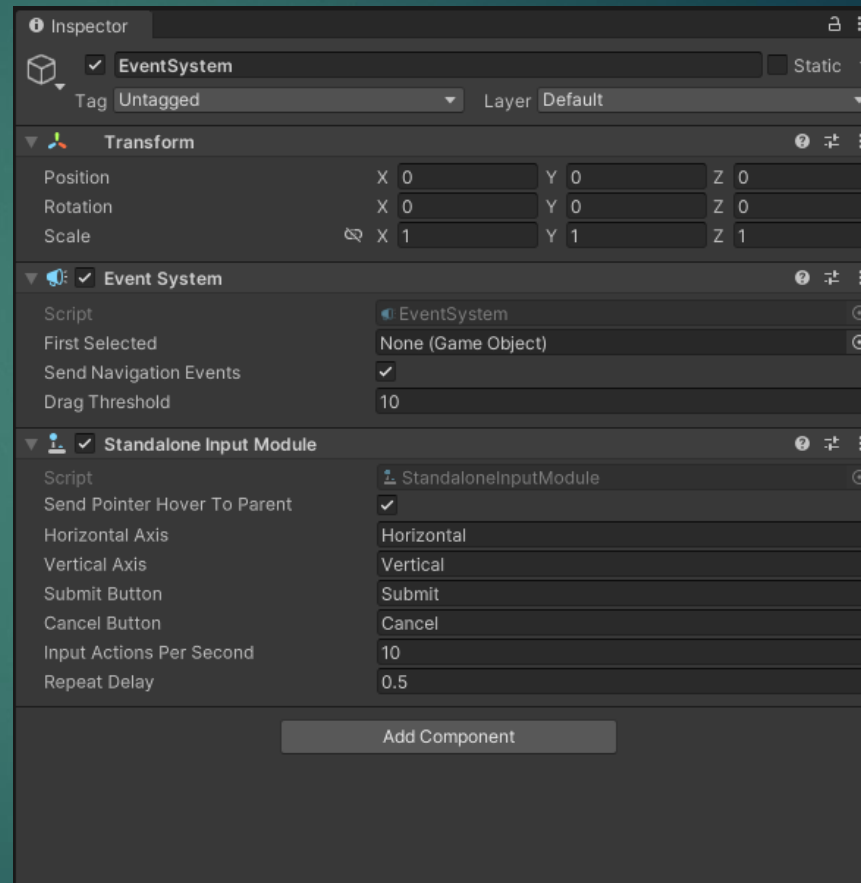 Inspector
EventSystem Static
Tag Untagged Layer Default
Transform
Position X 0 Y 0 Z 0
Rotation X 0 Y 0 Z 0
Scale X 1 Y 1 Z 1
Event System
Script EventSystem
First Selected None (Game Object)
Send Navigation Events
Drag Threshold 10
Standalone Input Module
Script StandaloneInputModule
Send Pointer Hover To Parent
Horizontal Axis Horizontal
Vertical Axis Vertical
Submit Button Submit
Cancel Button Cancel
Input Actions Per Second 10
Repeat Delay 0.5
Add Component